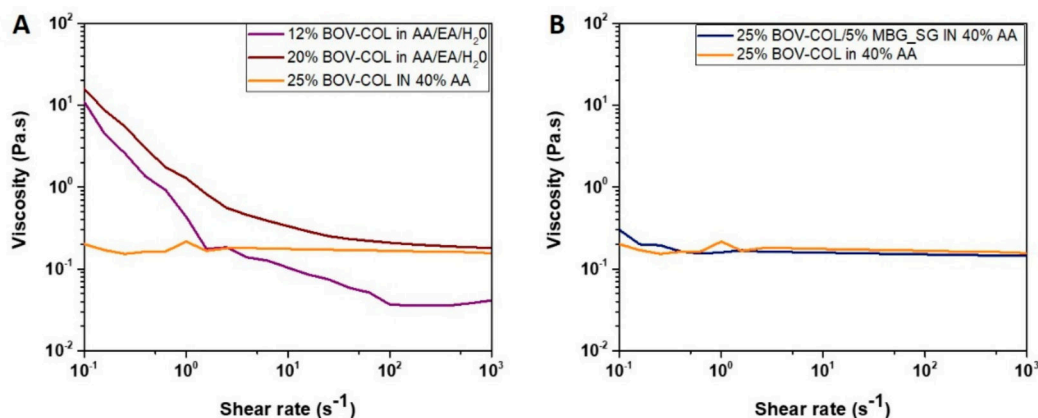 A
12% BOV-COL in AA/EA/H₂0
20% BOV-COL in AA/EA/H₂0
25% BOV-COL IN 40% AA
Viscosity (Pa.s)
10²
10¹
10⁰
10⁻¹
10⁻²
10⁻¹ 10⁰ 10¹ 10² 10³
Shear rate (s⁻¹)
B
25% BOV-COL/5% MBG_SG IN 40% AA
25% BOV-COL in 40% AA
Viscosity (Pa.s)
10²
10¹
10⁰
10⁻¹
10⁻²
10⁻¹ 10⁰ 10¹ 10² 10³
Shear rate (s⁻¹)